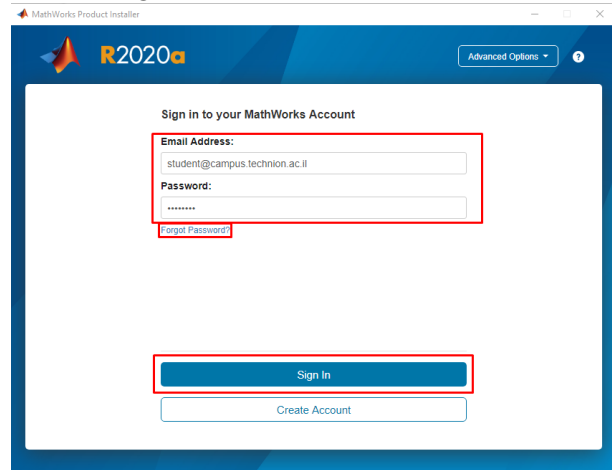 MathWorks Product Installer
R2020a
Advanced Options
?
Sign in to your MathWorks Account
Email Address:
student@campus.technion.ac.il
Password:
••••••••
Forgot Password?
Sign In
Create Account